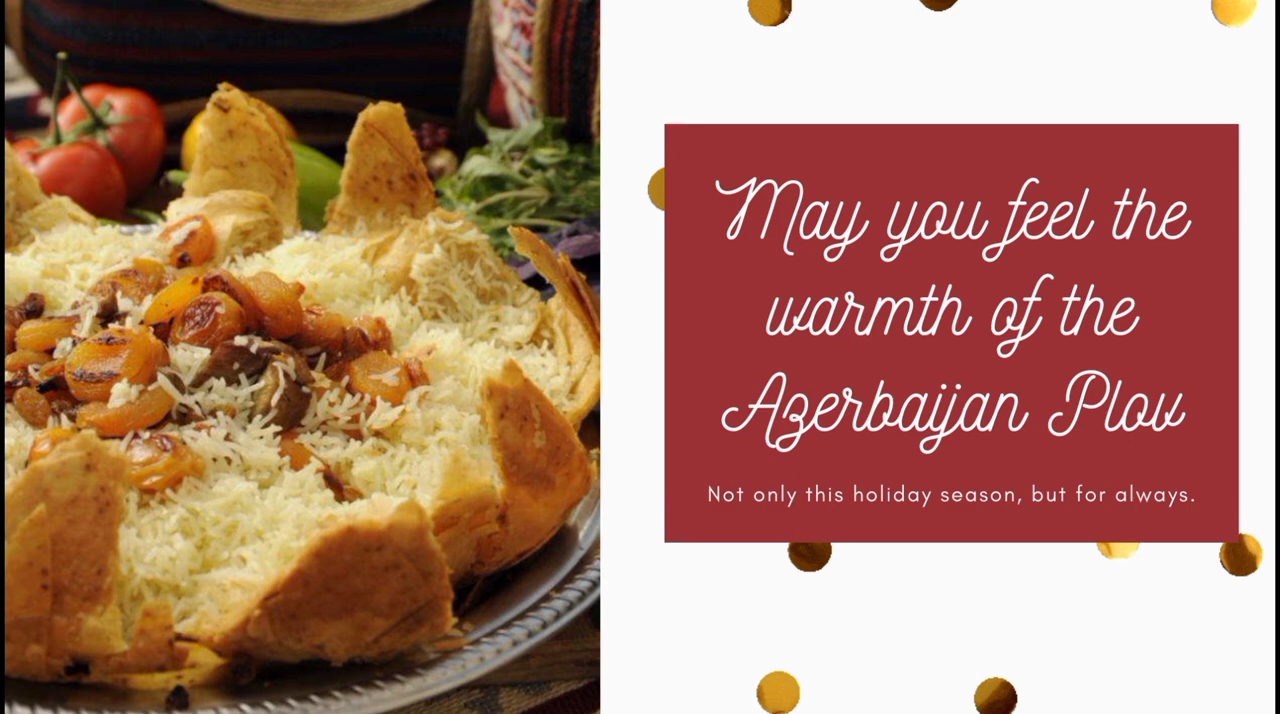 May you feel the
warmth of the
Azerbaijan Plov
Not only this holiday season, but for always.